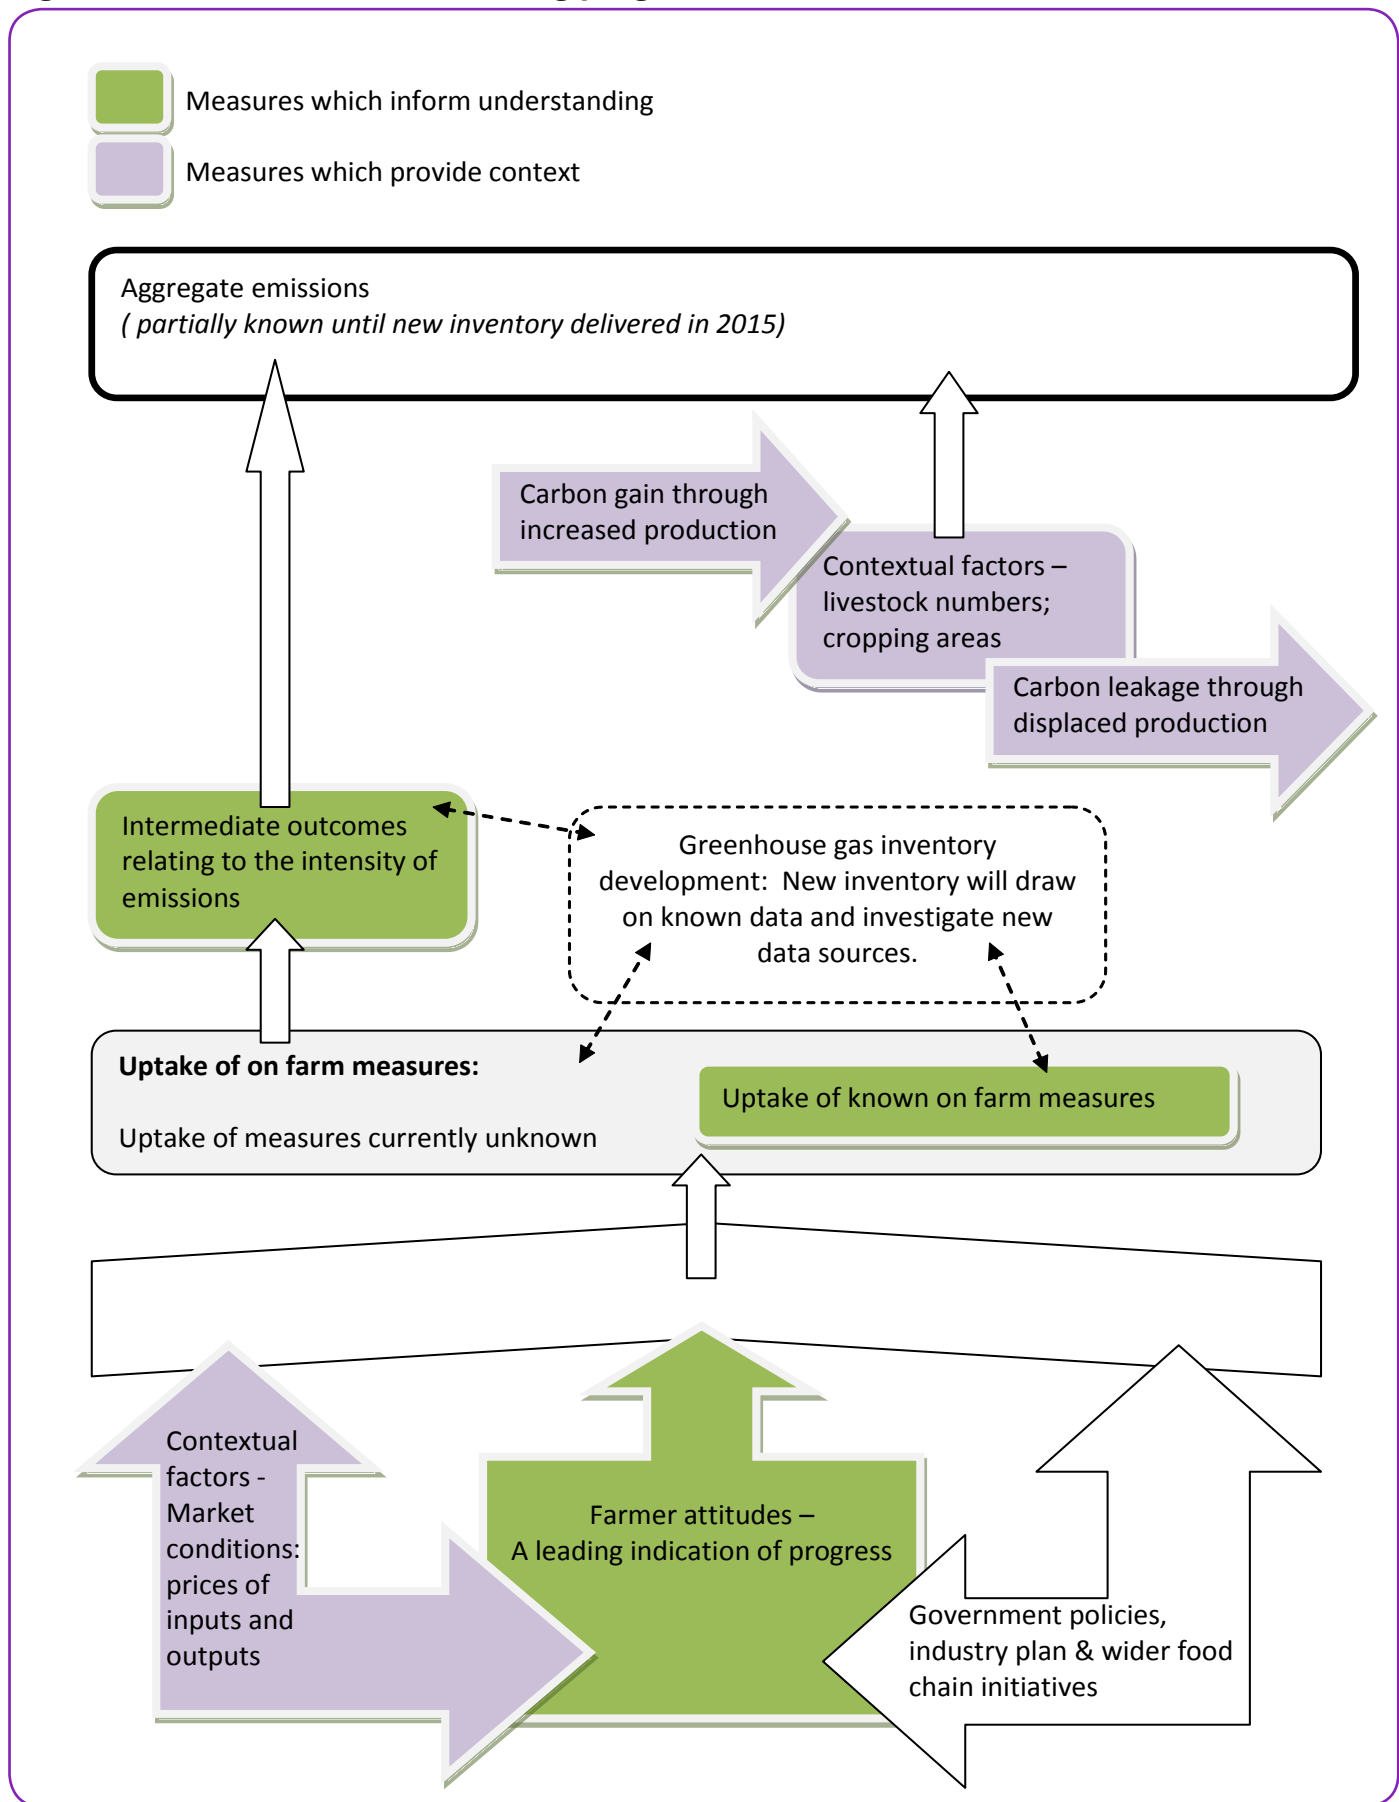 Measures which inform understanding
Measures which provide context
Aggregate emissions
( partially known until new inventory delivered in 2015)
Carbon gain through
increased production
Contextual factors –
livestock numbers;
cropping areas
Carbon leakage through
displaced production
Intermediate outcomes
relating to the intensity of
emissions
Greenhouse gas inventory
development: New inventory will draw
on known data and investigate new
data sources.
Uptake of on farm measures:
Uptake of known on farm measures
Uptake of measures currently unknown
Contextual
factors -
Market
conditions:
prices of
inputs and
outputs
Farmer attitudes –
A leading indication of progress
Government policies,
industry plan & wider food
chain initiatives